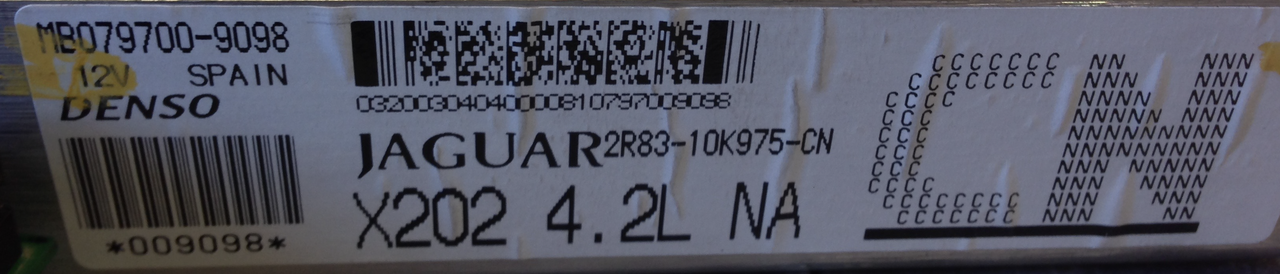 MB079700-9098
12V SPAIN
DENSO
*009098*
03200304040000810797009098
JAGUAR 2R83-10K975-CN
X202 4.2L NA
CN